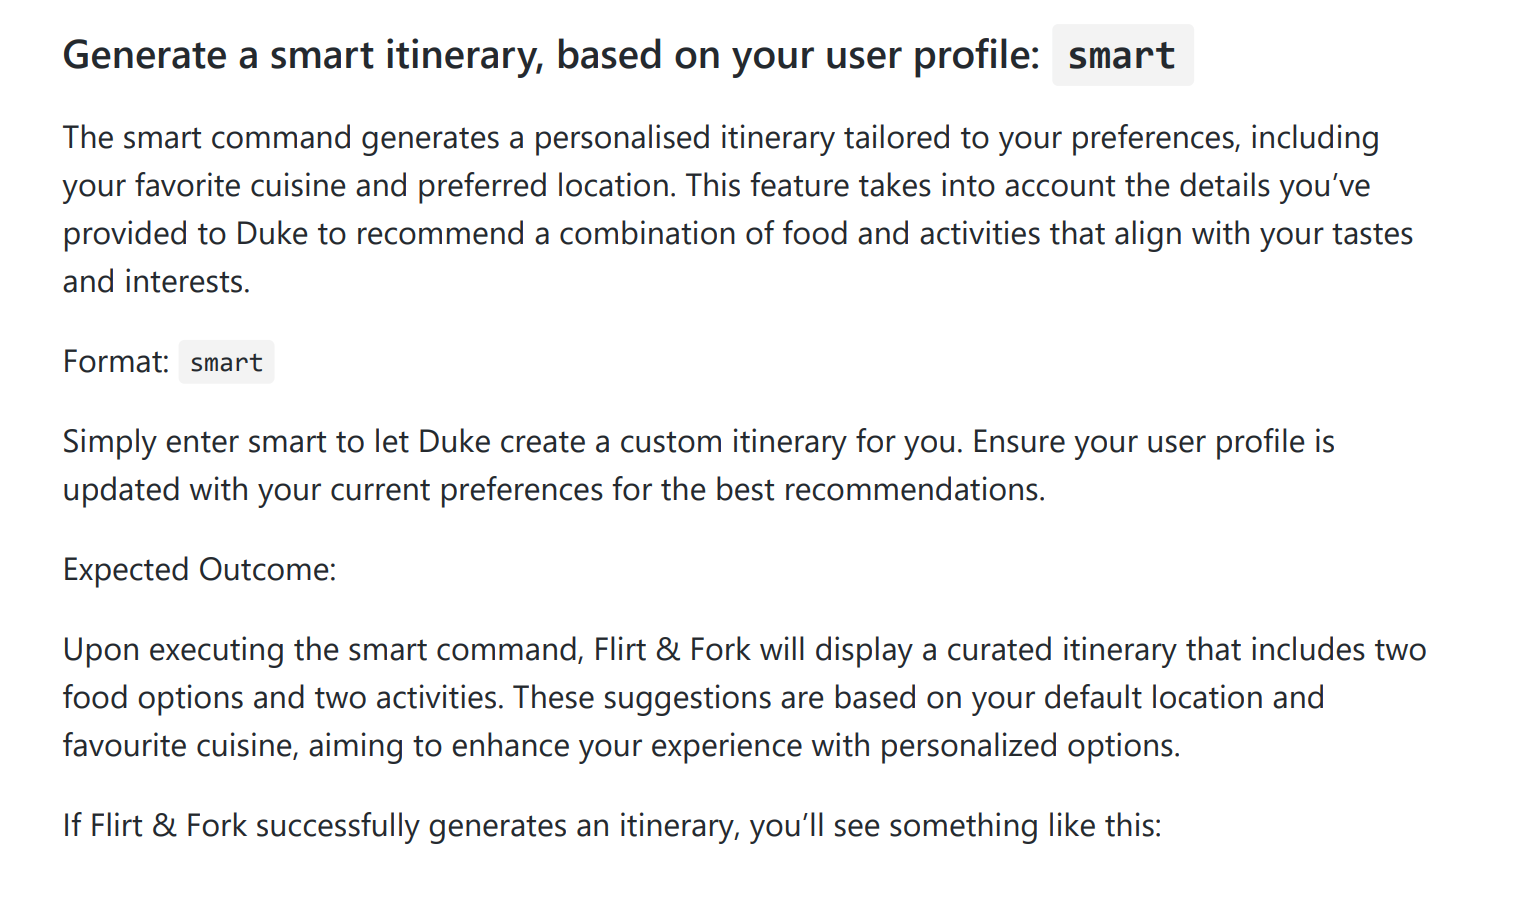 Generate a smart itinerary, based on your user profile: smart
The smart command generates a personalised itinerary tailored to your preferences, including
your favorite cuisine and preferred location. This feature takes into account the details you’ve
provided to Duke to recommend a combination of food and activities that align with your tastes
and interests.
Format: smart
Simply enter smart to let Duke create a custom itinerary for you. Ensure your user profile is
updated with your current preferences for the best recommendations.
Expected Outcome:
Upon executing the smart command, Flirt & Fork will display a curated itinerary that includes two
food options and two activities. These suggestions are based on your default location and
favourite cuisine, aiming to enhance your experience with personalized options.
If Flirt & Fork successfully generates an itinerary, you’ll see something like this: